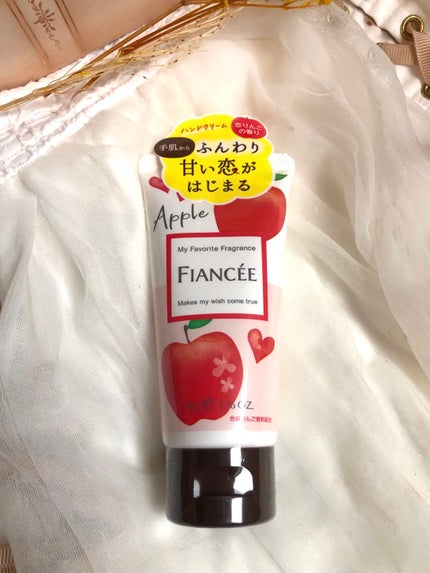 ハンドクリーム
恋りんご
の香り
手肌から ふんわり
甘い恋が
はじまる
Apple
My Favorite Fragrance
FIANCÉE
Makes my wish come true
OZ.